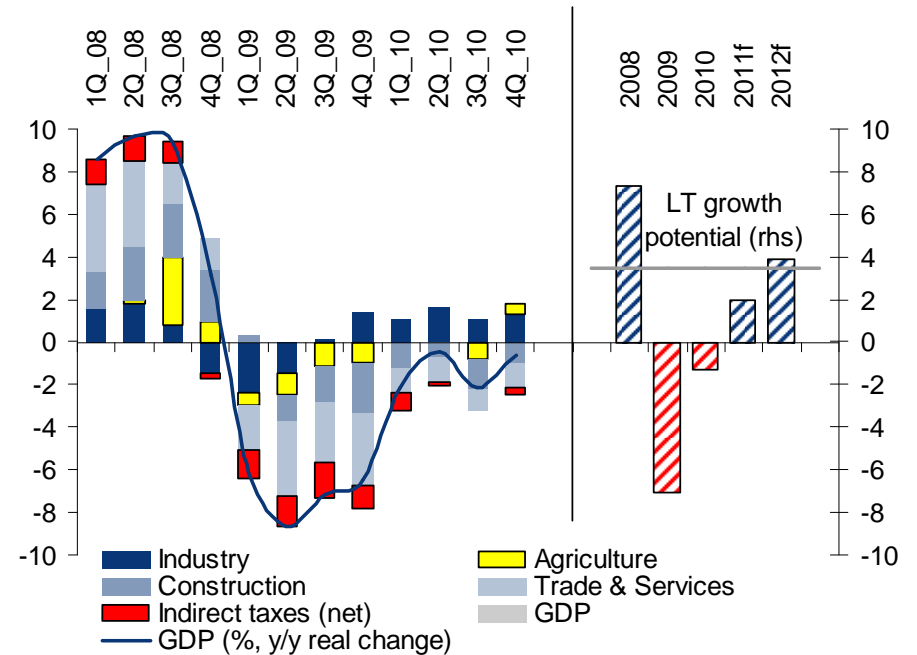 1Q_08 2Q_08 3Q_08 4Q_08 1Q_09 2Q_09 3Q_09 4Q_09 1Q_10 2Q_10 3Q_10 4Q_10 2008 2009 2010 2011f 2012f
10 10
8 8
6 6
4 4
2 2
0 0
-2 -2
-4 -4
-6 -6
-8 -8
-10 -10
LT growth
potential (rhs)
Industry Agriculture
Construction Trade & Services
Indirect taxes (net) GDP
GDP (%, y/y real change)